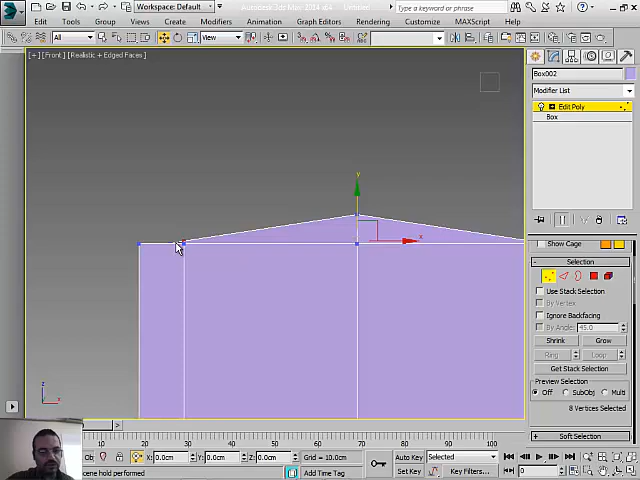 Workspace: Default
Autodesk 3ds Max 2014 x64
Untitled
Type a keyword or phrase
Edit Tools Group Views Create Modifiers Animation Graph Editors Rendering Customize MAXScript Help
All View
[+] [Front] [Realistic + Edged Faces]
Box002
Modifier List
Edit Poly
Box
y
x
z
x
Show Cage
Selection
Use Stack Selection
By Vertex
Ignore Backfacing
By Angle: 45.0
Shrink Grow
Ring Loop
Get Stack Selection
Preview Selection
Off SubObj Multi
8 Vertices Selected
Soft Selection
20 30 40 50 60 70 80 90 100
X: 0.0cm Y: 0.0cm Z: 0.0cm Grid = 10.0cm
Auto Key Selected
cene hold performed
Add Time Tag
Set Key Key Filters... 0